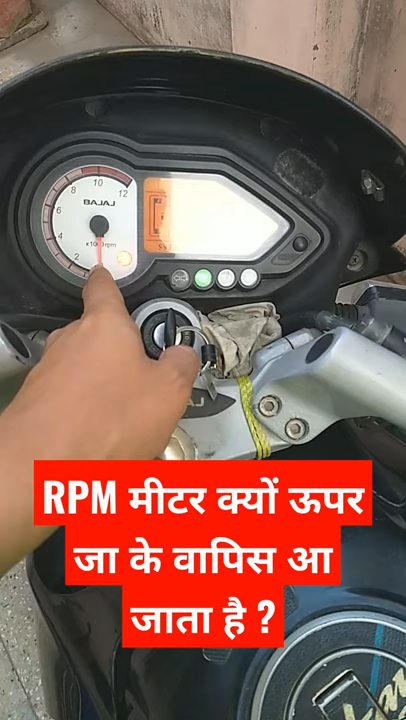 10
8
12
BAJAJ
6
4
x1000rpm
2
RPM मीटर क्यों ऊपर
जा के वापिस आ
जाता है ?